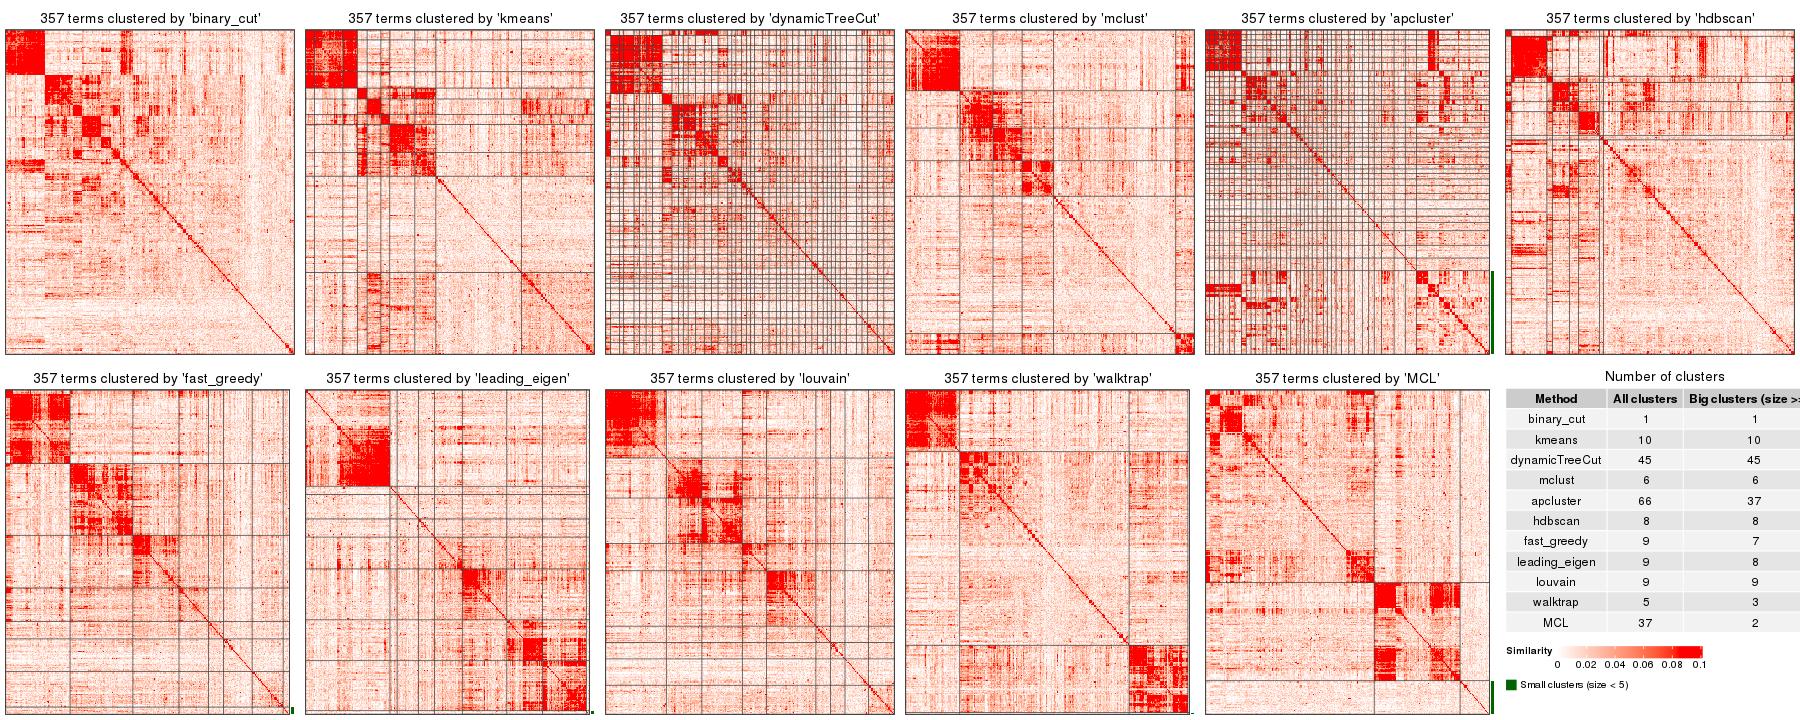 357 terms clustered by 'binary_cut'
357 terms clustered by 'kmeans'
357 terms clustered by 'dynamicTreeCut'
357 terms clustered by 'mclust'
357 terms clustered by 'apcluster'
357 terms clustered by 'hdbscan'
357 terms clustered by 'fast_greedy'
357 terms clustered by 'leading_eigen'
357 terms clustered by 'louvain'
357 terms clustered by 'walktrap'
357 terms clustered by 'MCL'
Number of clusters
Method All clusters Big clusters (size >
binary_cut 1 1
kmeans 10 10
dynamicTreeCut 45 45
mclust 6 6
apcluster 66 37
hdbscan 8 8
fast_greedy 9 7
leading_eigen 9 8
louvain 9 9
walktrap 5 3
MCL 37 2
Similarity
0 0.02 0.04 0.06 0.08 0.1
Small clusters (size < 5)